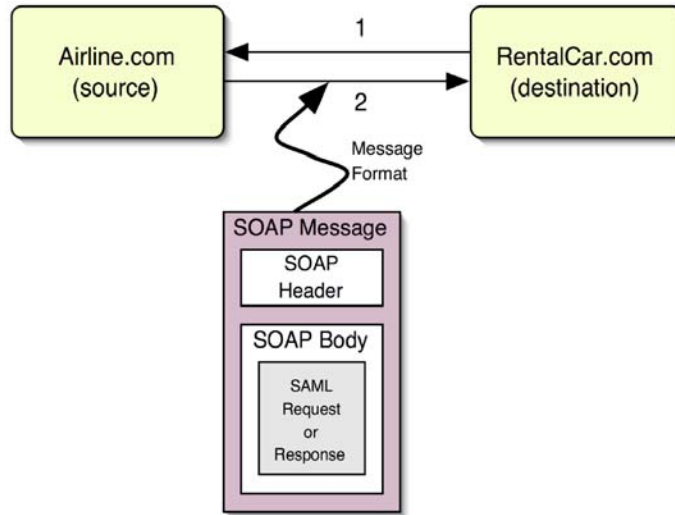 Airline.com
(source)
1
2
RentalCar.com
(destination)
Message
Format
SOAP Message
SOAP
Header
SOAP Body
SAML
Request
or
Response